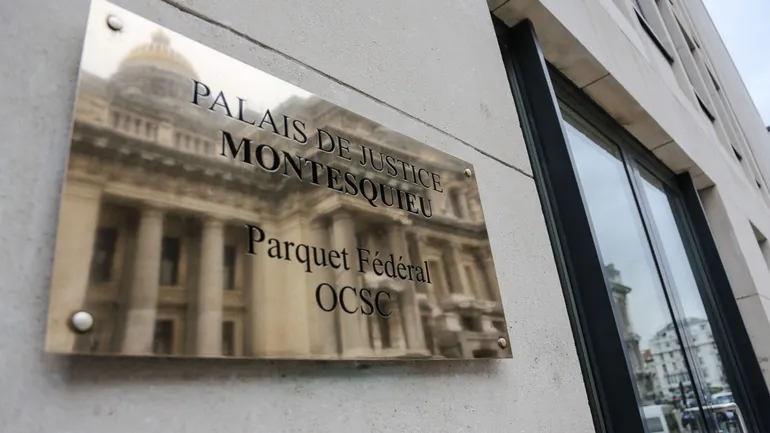 PALAIS DE JUSTICE
MONTESQUIEU
Parquet Fédéral
OCSC